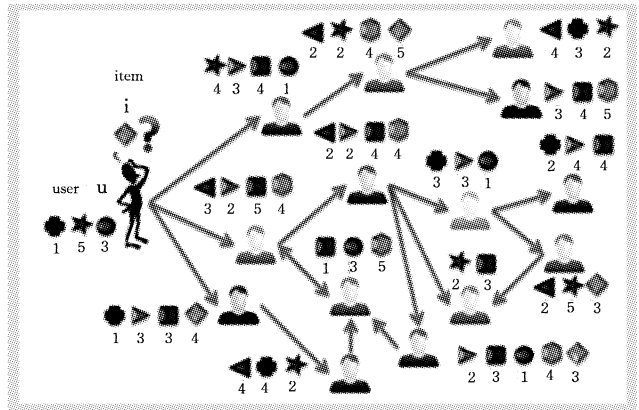 2 2 4 5
4 3 2
4 3 4 1
item
3 4 5
i
2 2 4 4
2 4 4
3 3 1
user u
3 2 5 4
1 5 3
1 3 5
2 3
2 5 3
1 3 3 4
4 4 2
2 3 1 4 3